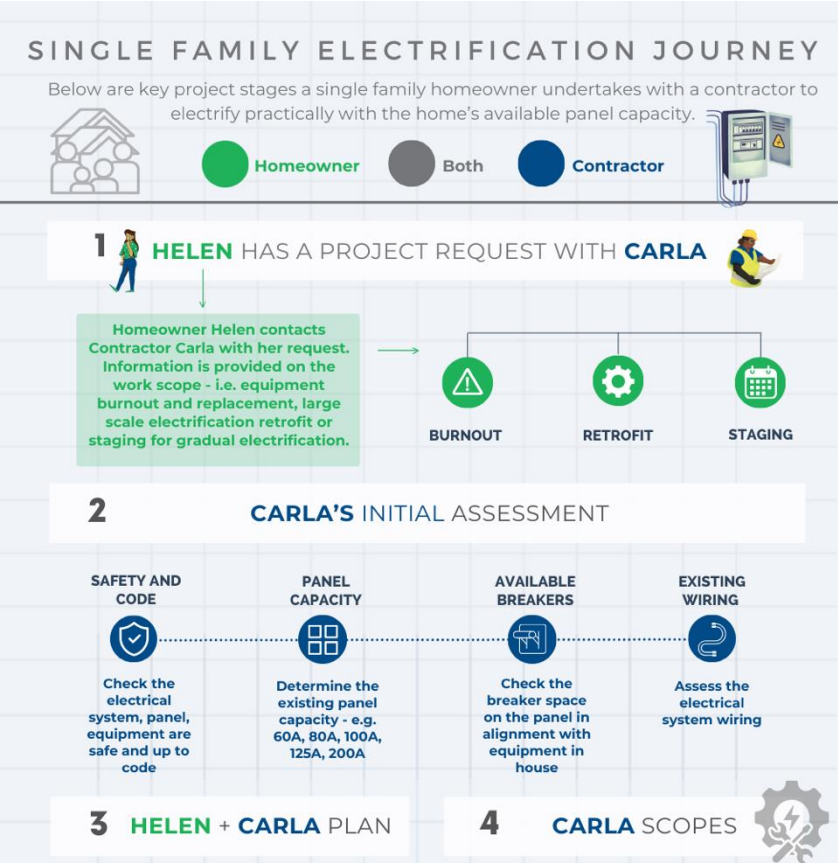 SINGLE FAMILY ELECTRIFICATION JOURNEY
Below are key project stages a single family homeowner undertakes with a contractor to
electrify practically with the home's available panel capacity.
Homeowner
Both
Contractor
1 HELEN HAS A PROJECT REQUEST WITH CARLA
Homeowner Helen contacts
Contractor Carla with her request.
Information is provided on the
work scope - i.e. equipment
burnout and replacement, large
scale electrification retrofit or
staging for gradual electrification.
BURNOUT
RETROFIT
STAGING
2 CARLA'S INITIAL ASSESSMENT
SAFETY AND
CODE
Check the
electrical
system, panel,
equipment are
safe and up to
code
PANEL
CAPACITY
Determine the
existing panel
capacity - e.g.
60A, 80A, 100A,
125A, 200A
AVAILABLE
BREAKERS
Check the
breaker space
on the panel in
alignment with
equipment in
house
EXISTING
WIRING
Assess the
electrical
system wiring
3 HELEN + CARLA PLAN
4 CARLA SCOPES